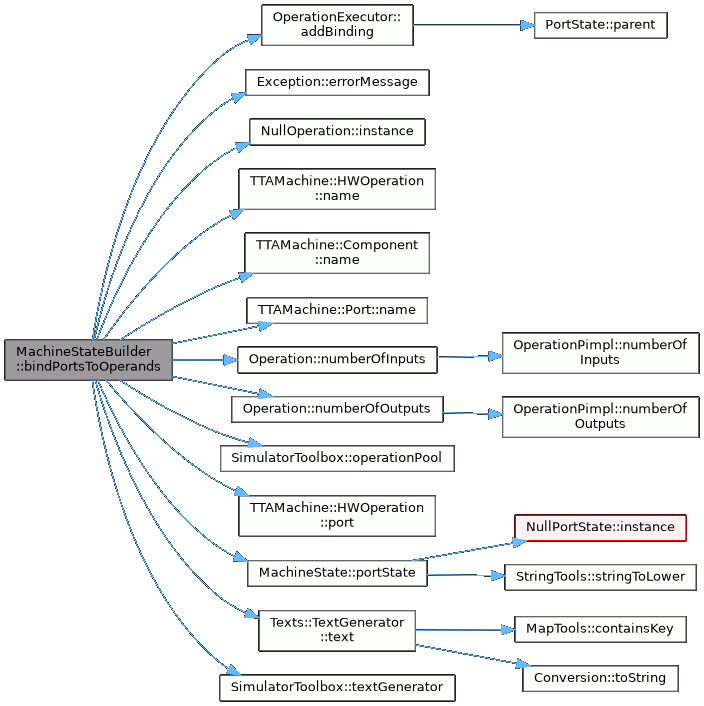 OperationExecutor::
addBinding
PortState::parent
Exception::errorMessage
NullOperation::instance
TTAMachine::HWOperation
::name
TTAMachine::Component
::name
TTAMachine::Port::name
MachineStateBuilder
::bindPortsToOperands
Operation::numberOfInputs
OperationPimpl::numberOf
Inputs
Operation::numberOfOutputs
OperationPimpl::numberOf
Outputs
SimulatorToolbox::operationPool
TTAMachine::HWOperation
::port
MachineState::portState
NullPortState::instance
StringTools::stringToLower
Texts::TextGenerator
::text
MapTools::containsKey
Conversion::toString
SimulatorToolbox::textGenerator